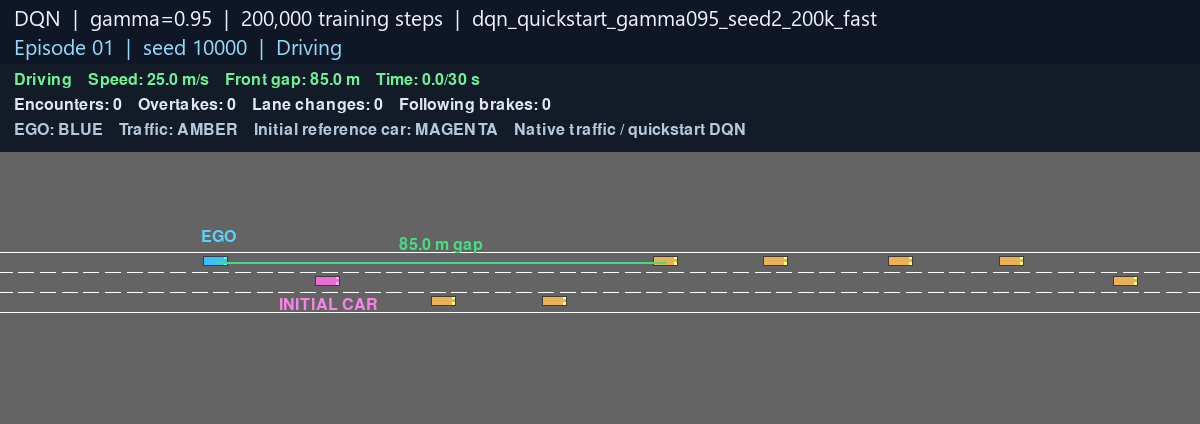 DQN | gamma=0.95 | 200,000 training steps | dqn_quickstart_gamma095_seed2_200k_fast
Episode 01 | seed 10000 | Driving
Driving Speed: 25.0 m/s Front gap: 85.0 m Time: 0.0/30 s
Encounters: 0 Overtakes: 0 Lane changes: 0 Following brakes: 0
EGO: BLUE Traffic: AMBER Initial reference car: MAGENTA Native traffic / quickstart DQN
EGO
85.0 m gap
INITIAL CAR